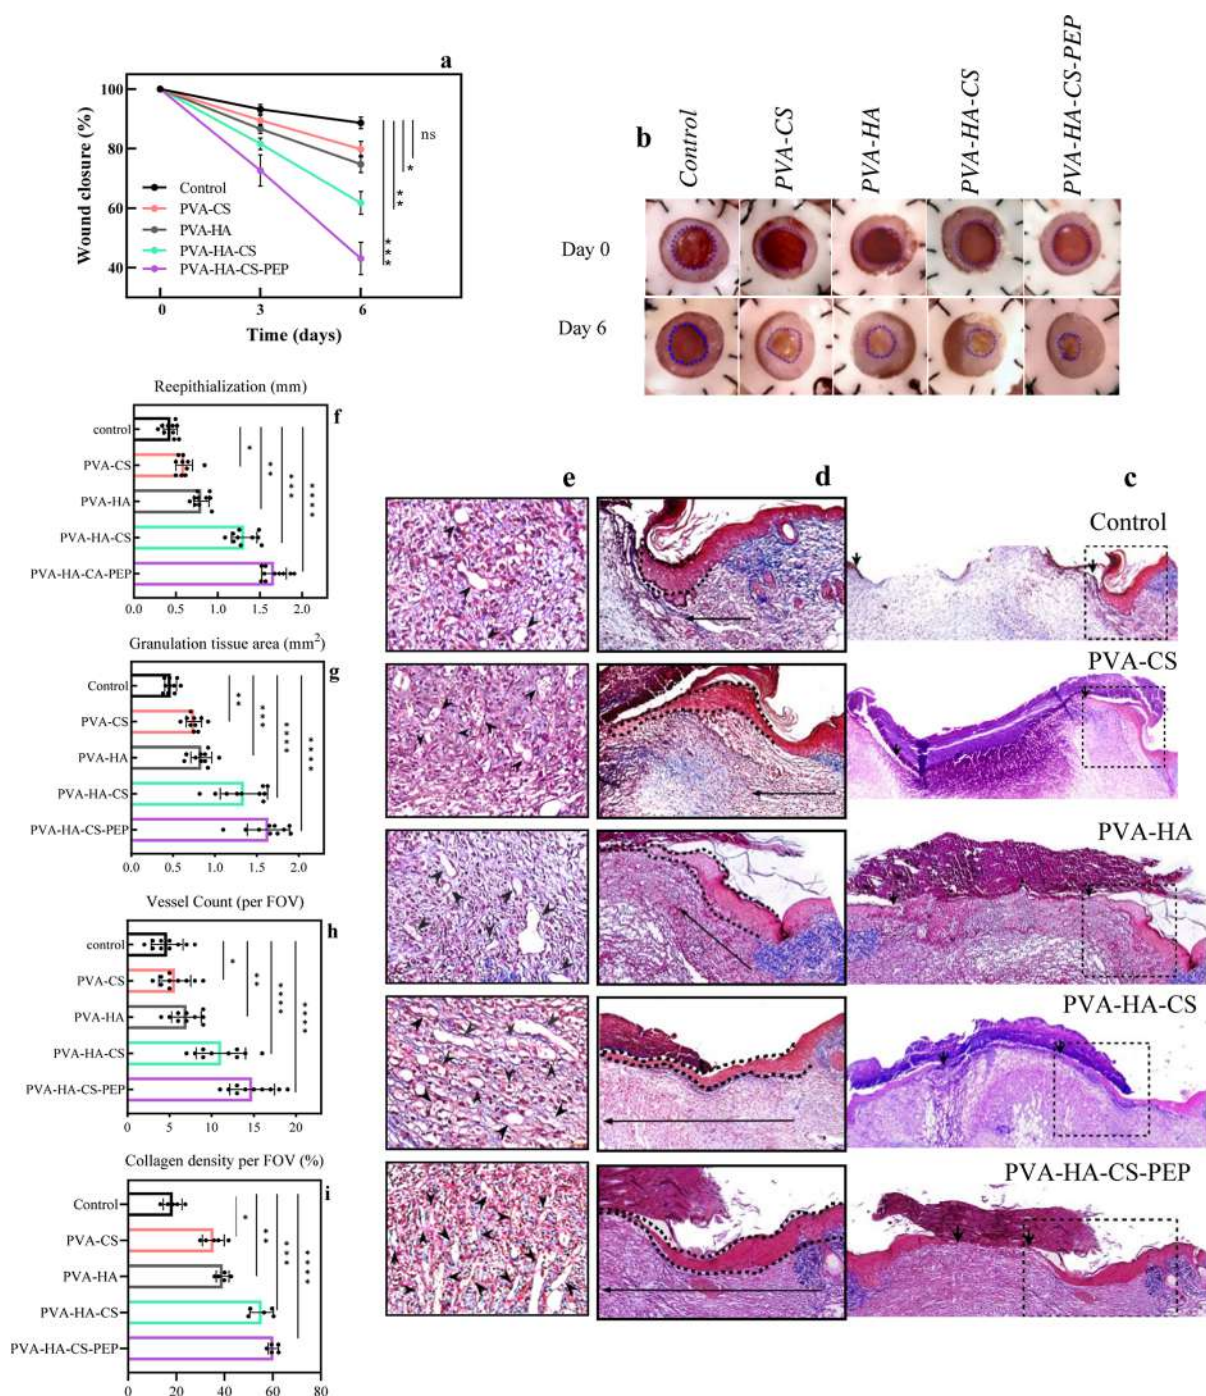 a
Wound closure (%)
100
80
60
40
Control
PVA-CS
PVA-HA
PVA-HA-CS
PVA-HA-CS-PEP
ns
*
**
***
0 3 6
Time (days)
b
Control
PVA-CS
PVA-HA
PVA-HA-CS
PVA-HA-CS-PEP
Day 0
Day 6
Reepithialization (mm)
f
control
PVA-CS
PVA-HA
PVA-HA-CS
PVA-HA-CA-PEP
*
**
***
****
0.0 0.5 1.0 1.5 2.0
Granulation tissue area (mm²)
g
Control
PVA-CS
PVA-HA
PVA-HA-CS
PVA-HA-CS-PEP
**
***
****
****
0.0 0.5 1.0 1.5 2.0
Vessel Count (per FOV)
h
control
PVA-CS
PVA-HA
PVA-HA-CS
PVA-HA-CS-PEP
*
**
****
****
0 5 10 15 20
Collagen density per FOV (%)
i
Control
PVA-CS
PVA-HA
PVA-HA-CS
PVA-HA-CS-PEP
*
**
***
****
0 20 40 60 80
e d c
Control
PVA-CS
PVA-HA
PVA-HA-CS
PVA-HA-CS-PEP